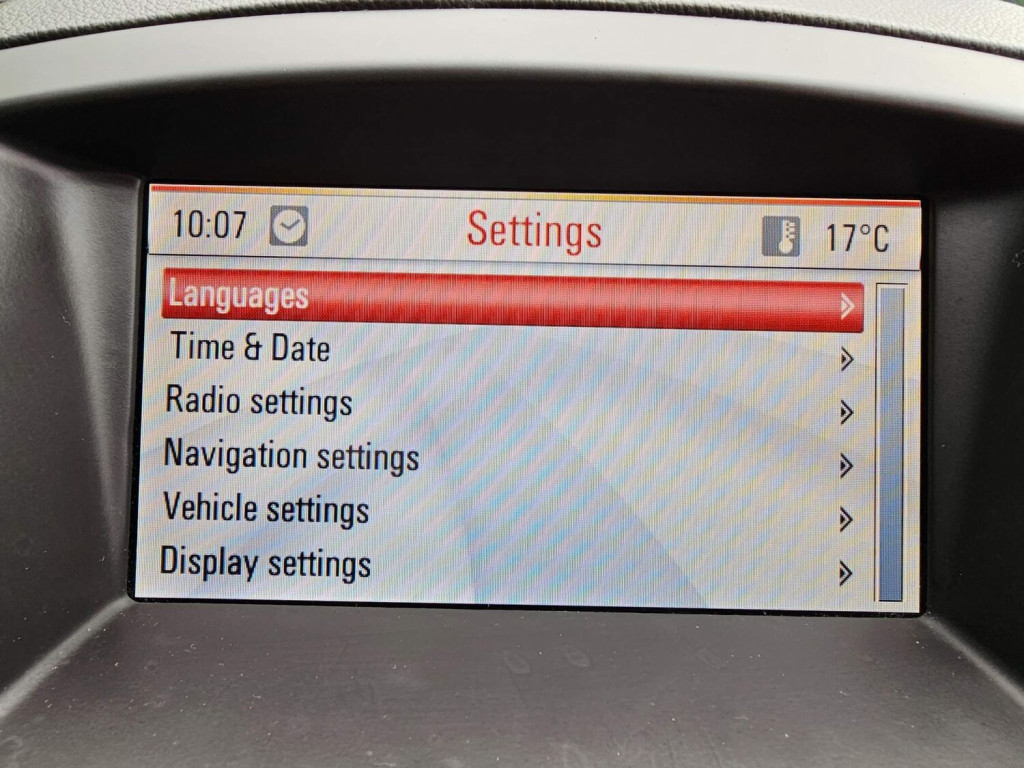 10:07 Settings 17°C
Languages
Time & Date
Radio settings
Navigation settings
Vehicle settings
Display settings